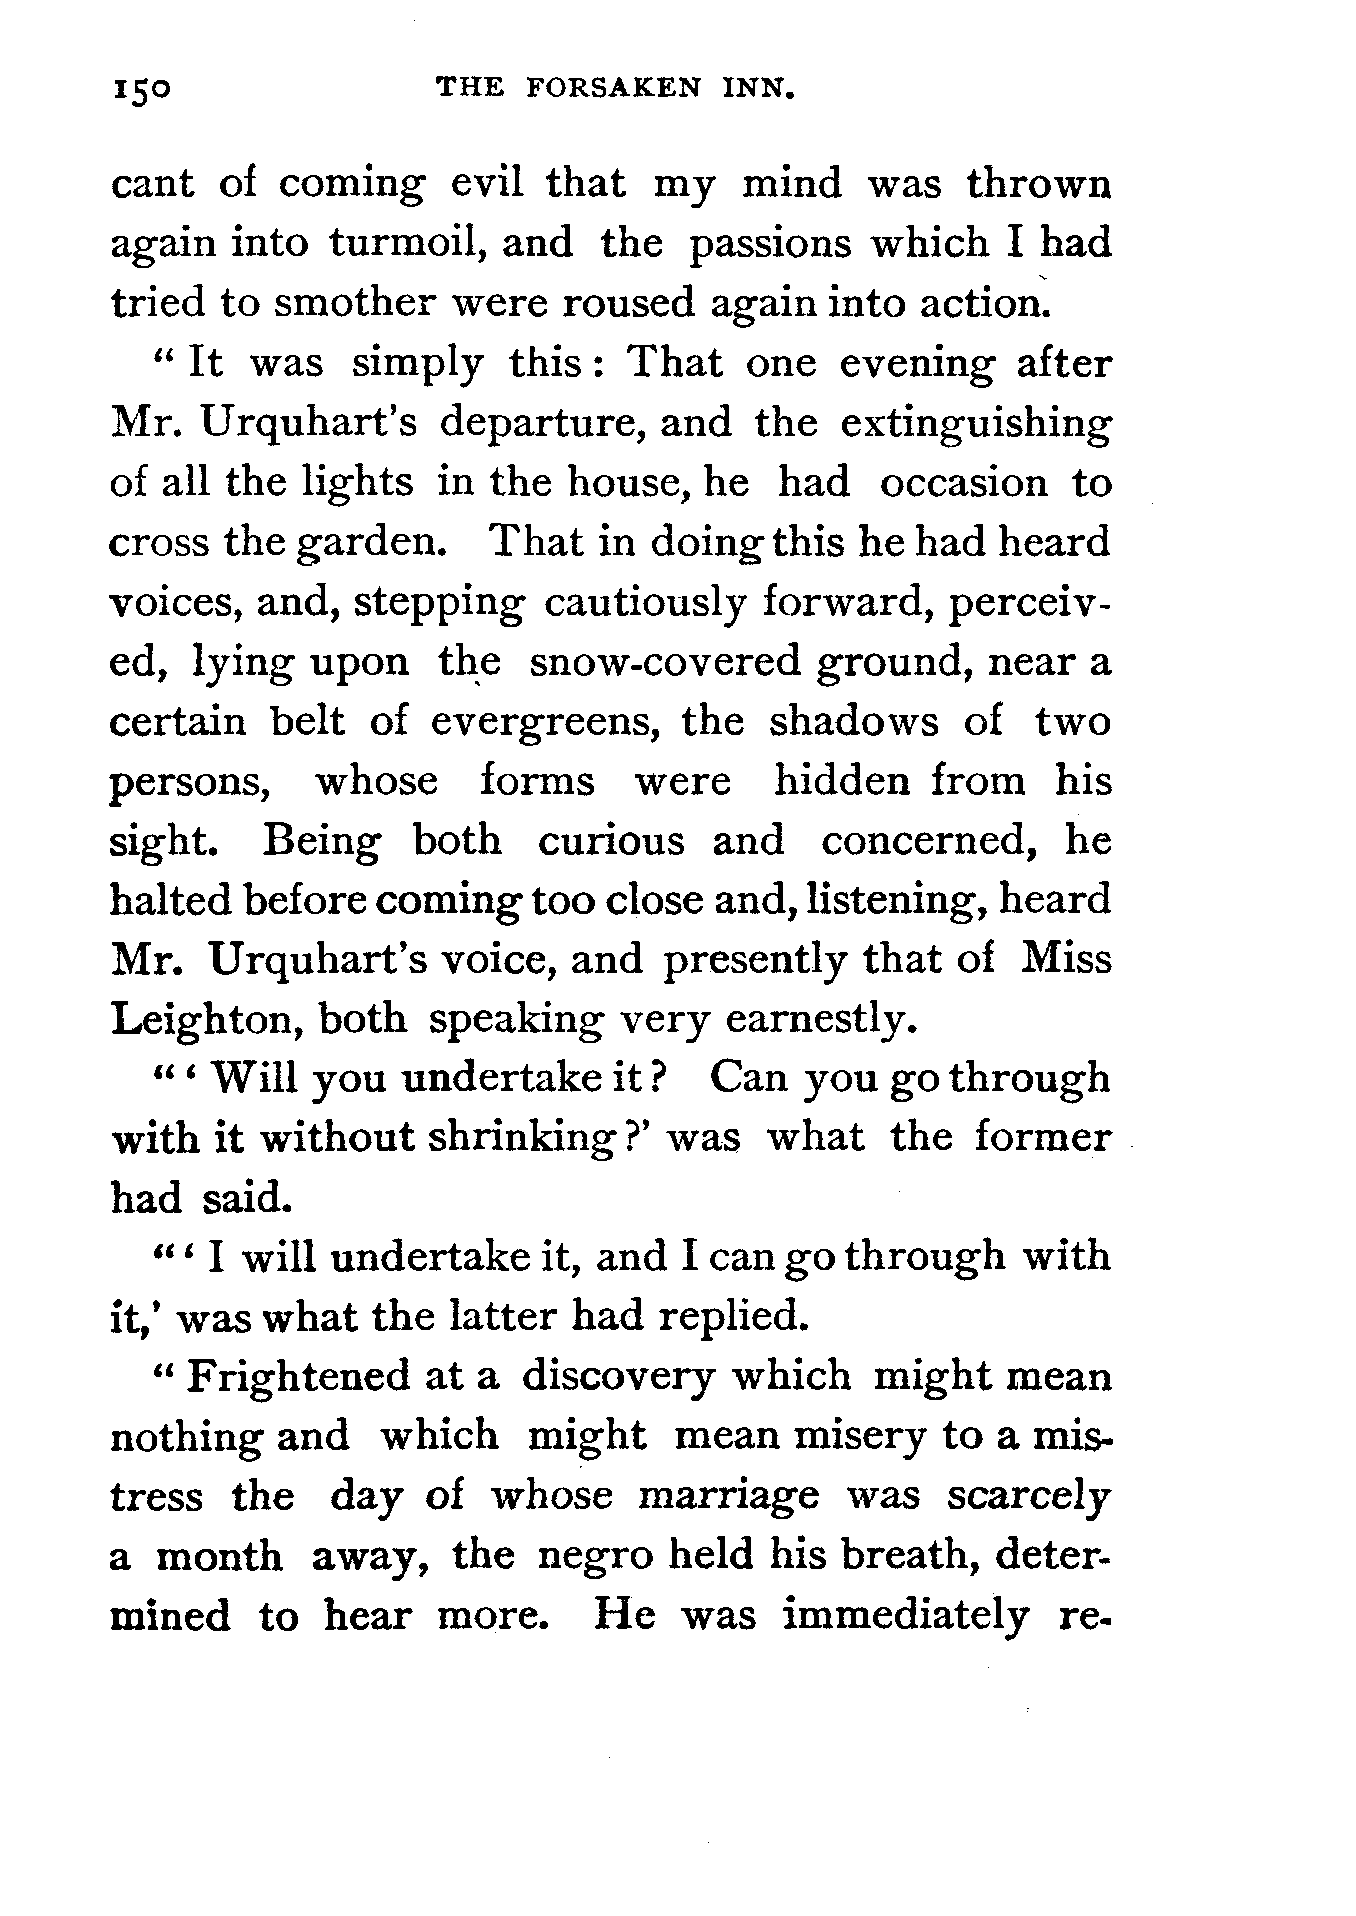 150 THE FORSAKEN INN.
cant of coming evil that my mind was thrown
again into turmoil, and the passions which I had
tried to smother were roused again into action.
" It was simply this : That one evening after
Mr. Urquhart's departure, and the extinguishing
of all the lights in the house, he had occasion to
cross the garden. That in doing this he had heard
voices, and, stepping cautiously forward, perceiv-
ed, lying upon the snow-covered ground, near a
certain belt of evergreens, the shadows of two
persons, whose forms were hidden from his
sight. Being both curious and concerned, he
halted before coming too close and, listening, heard
Mr. Urquhart's voice, and presently that of Miss
Leighton, both speaking very earnestly.
" ' Will you undertake it ? Can you go through
with it without shrinking ?' was what the former
had said.
" ' I will undertake it, and I can go through with
it,' was what the latter had replied.
" Frightened at a discovery which might mean
nothing and which might mean misery to a mis-
tress the day of whose marriage was scarcely
a month away, the negro held his breath, deter-
mined to hear more. He was immediately re-